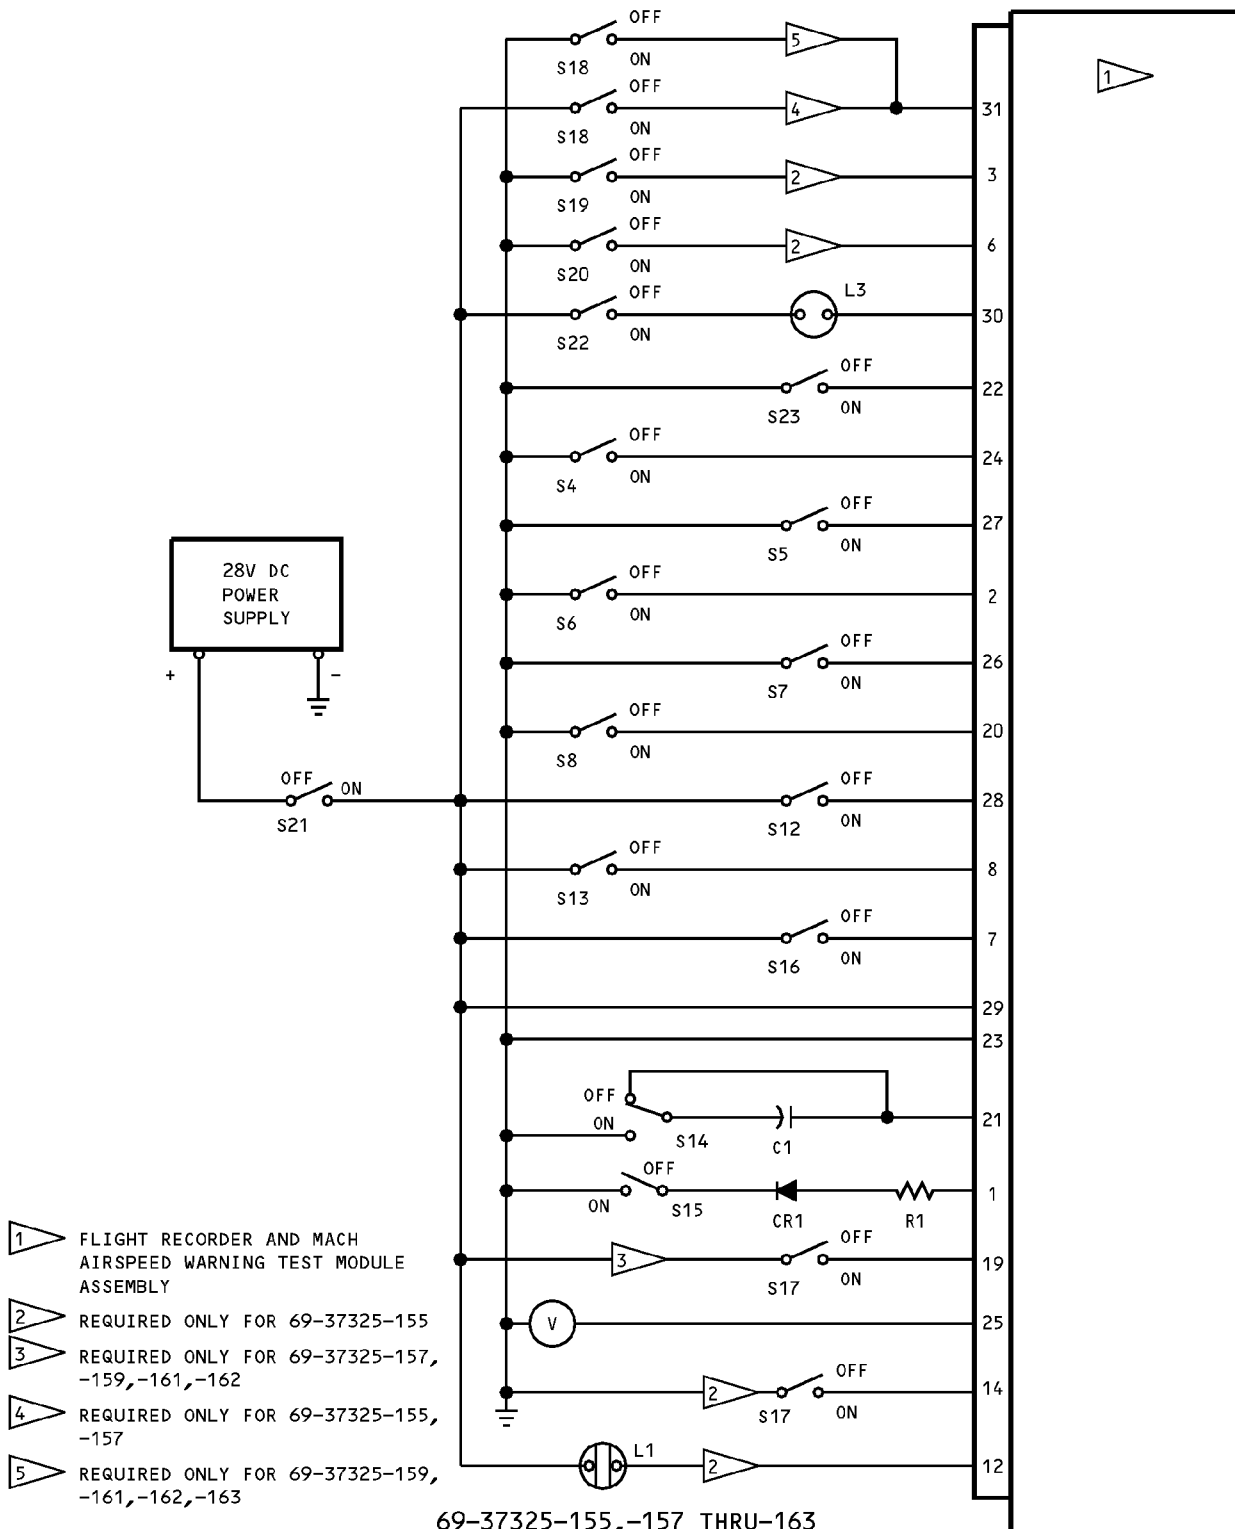 OFF
5
S18
ON
1
OFF
4
31
S18
ON
OFF
2
3
S19
ON
OFF
2
6
S20
ON
OFF
L3
30
S22
ON
OFF
22
S23
ON
OFF
24
S4
ON
OFF
27
S5
ON
28V DC
POWER
SUPPLY
OFF
2
S6
ON
OFF
26
+
-
S7
ON
OFF
20
S8
ON
OFF
ON
S21
OFF
28
S12
ON
OFF
8
S13
ON
OFF
7
S16
ON
29
23
OFF
ON
S14
C1
21
OFF
ON
S15
CR1
R1
1
OFF
3
19
S17
ON
V
25
OFF
2
14
S17
ON
L1
2
12
1 FLIGHT RECORDER AND MACH
AIRSPEED WARNING TEST MODULE
ASSEMBLY
2 REQUIRED ONLY FOR 69-37325-155
3 REQUIRED ONLY FOR 69-37325-157,
-159,-161,-162
4 REQUIRED ONLY FOR 69-37325-155,
-157
5 REQUIRED ONLY FOR 69-37325-159,
-161,-162,-163
69-37325-155,-157 THRU-163